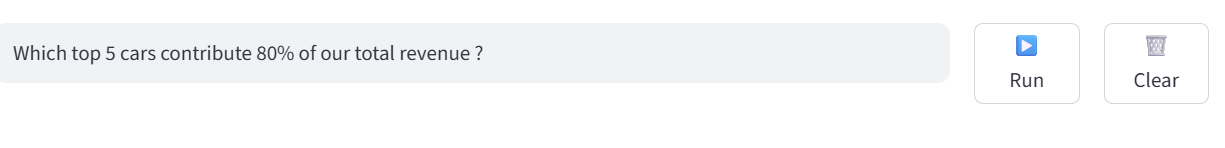 Which top 5 cars contribute 80% of our total revenue ?
Run
Clear